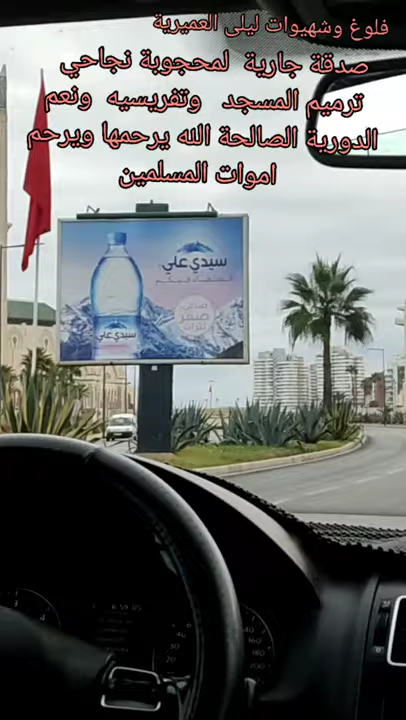 فلوغ وشهيوات ليلى العميرية
صدقة جارية لمحجوبة نجاحي
ترميم المسجد وتفريسيه ونعم
الدورية الصالحة الله يرحمها ويرحم
اموات المسلمين
سيدي علي
صفر
سيدي علي